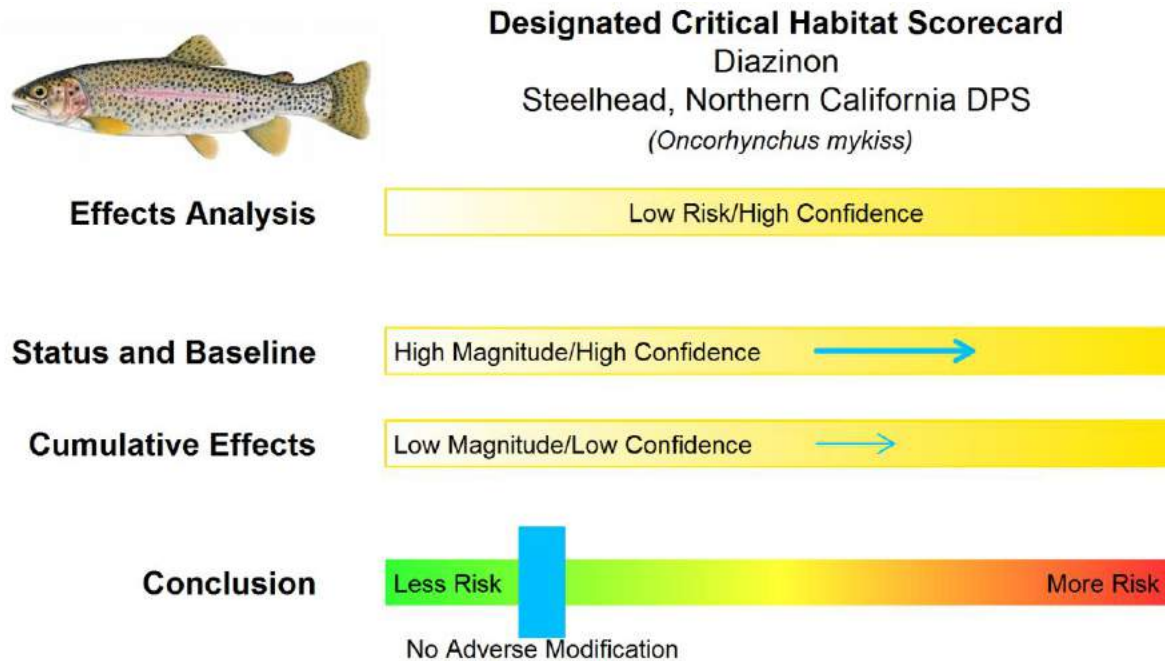 Designated Critical Habitat Scorecard
Diazinon
Steelhead, Northern California DPS
(Oncorhynchus mykiss)
Effects Analysis
Low Risk/High Confidence
Status and Baseline
High Magnitude/High Confidence
Cumulative Effects
Low Magnitude/Low Confidence
Conclusion
Less Risk
More Risk
No Adverse Modification